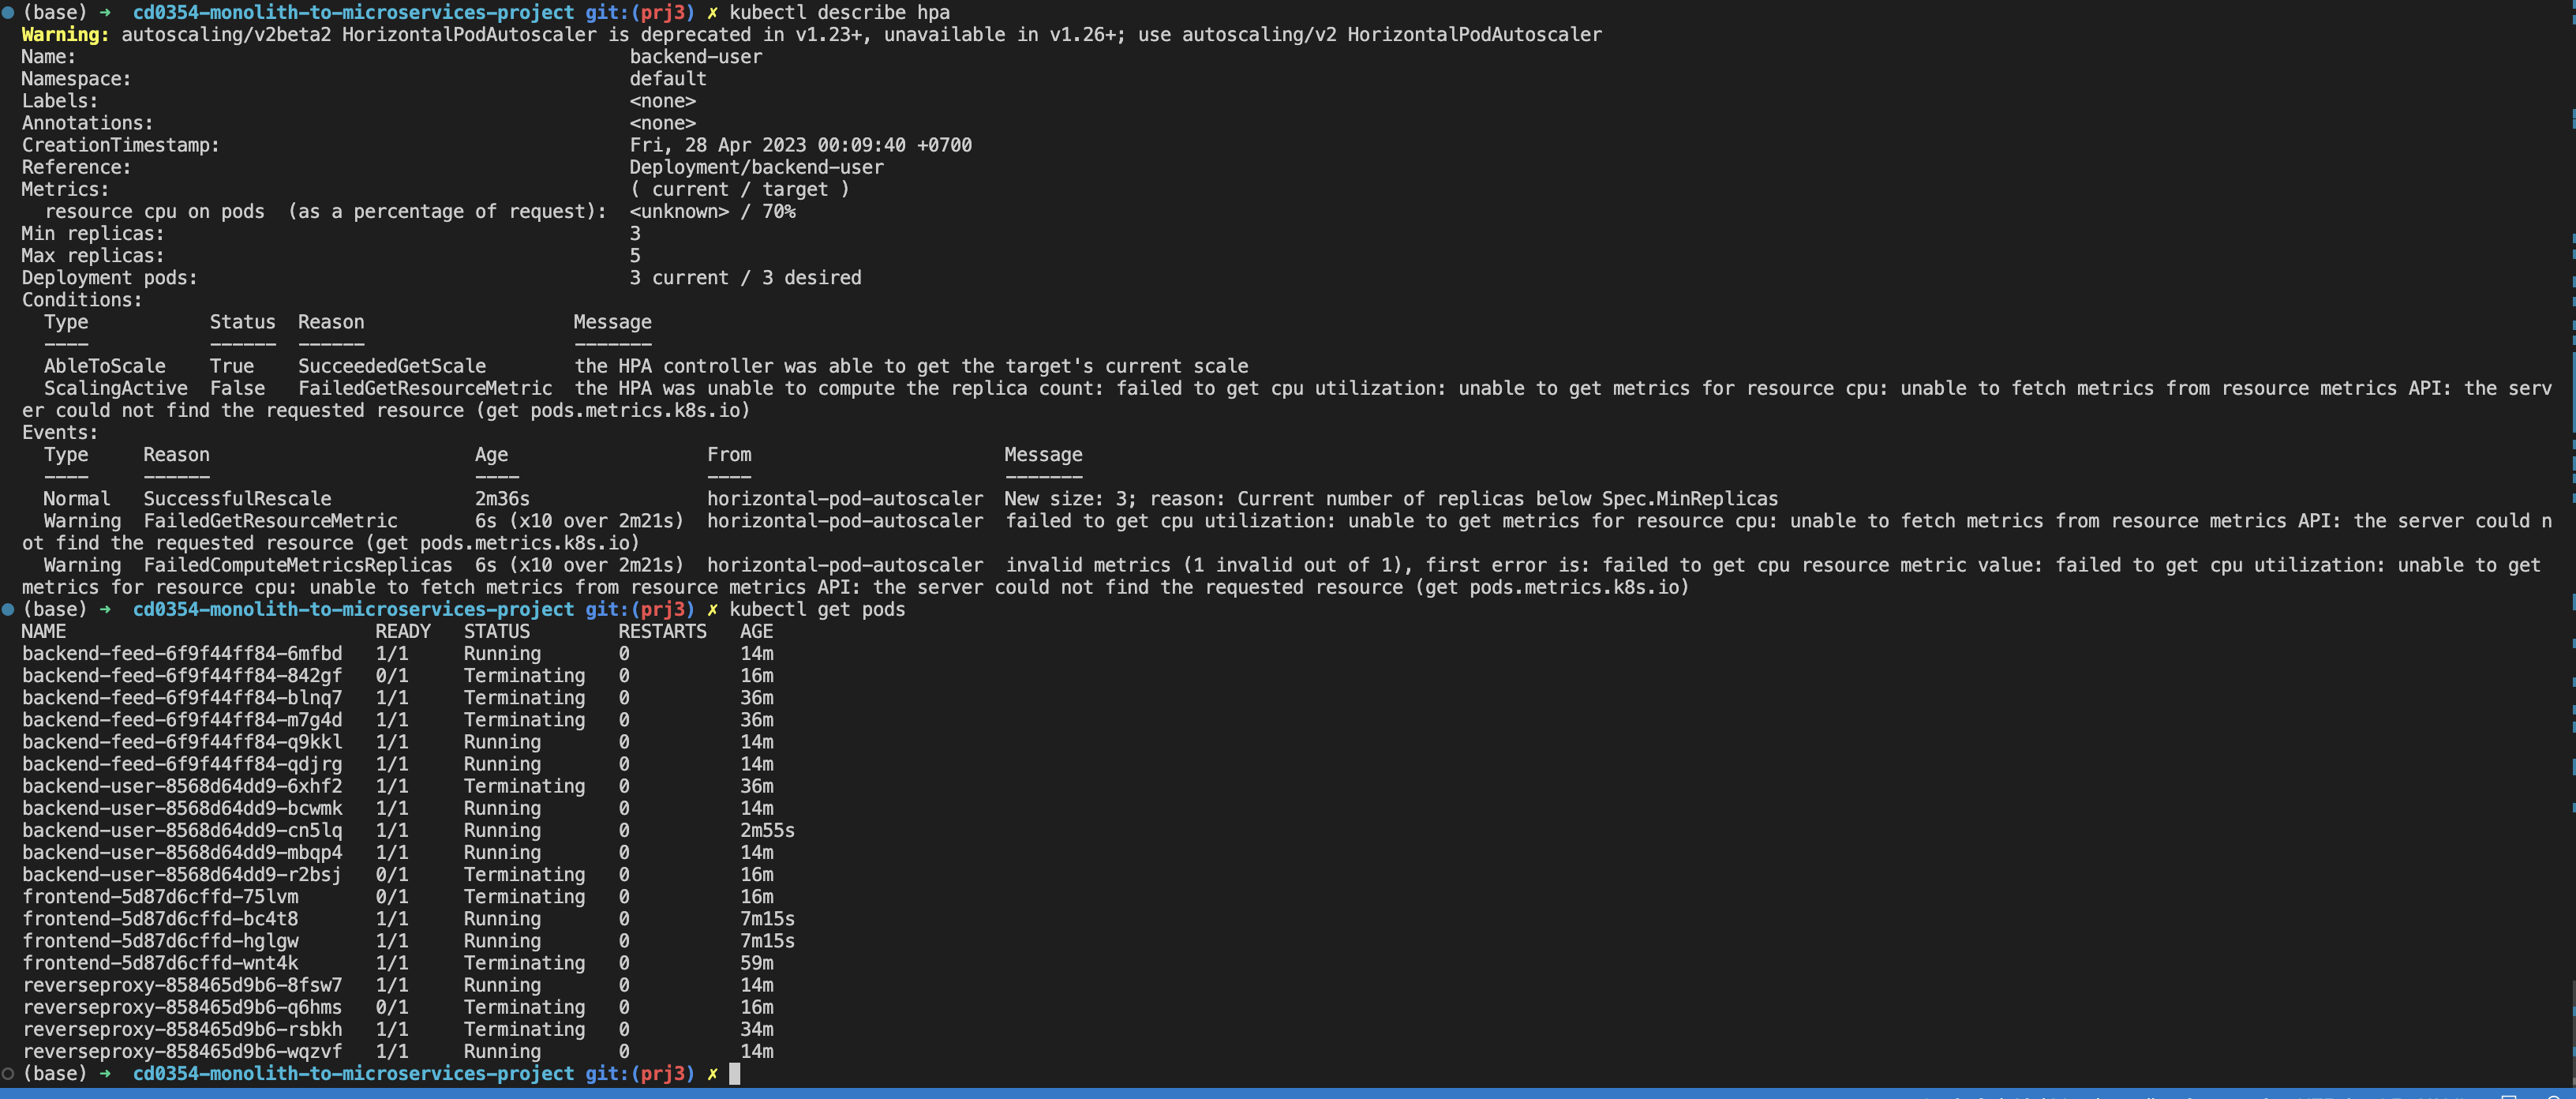 (base) → cd0354-monolith-to-microservices-project git:(prj3) ✗ kubectl describe hpa
Warning: autoscaling/v2beta2 HorizontalPodAutoscaler is deprecated in v1.23+, unavailable in v1.26+; use autoscaling/v2 HorizontalPodAutoscaler
Name: backend-user
Namespace: default
Labels: <none>
Annotations: <none>
CreationTimestamp: Fri, 28 Apr 2023 00:09:40 +0700
Reference: Deployment/backend-user
Metrics: ( current / target )
resource cpu on pods (as a percentage of request): <unknown> / 70%
Min replicas: 3
Max replicas: 5
Deployment pods: 3 current / 3 desired
Conditions:
Type Status Reason Message
---- ------ ------ -------
AbleToScale True SucceededGetScale the HPA controller was able to get the target's current scale
ScalingActive False FailedGetResourceMetric the HPA was unable to compute the replica count: failed to get cpu utilization: unable to get metrics for resource cpu: unable to fetch metrics from resource metrics API: the serv
er could not find the requested resource (get pods.metrics.k8s.io)
Events:
Type Reason Age From Message
---- ------ ---- ---- -------
Normal SuccessfulRescale 2m36s horizontal-pod-autoscaler New size: 3; reason: Current number of replicas below Spec.MinReplicas
Warning FailedGetResourceMetric 6s (x10 over 2m21s) horizontal-pod-autoscaler failed to get cpu utilization: unable to get metrics for resource cpu: unable to fetch metrics from resource metrics API: the server could n
ot find the requested resource (get pods.metrics.k8s.io)
Warning FailedComputeMetricsReplicas 6s (x10 over 2m21s) horizontal-pod-autoscaler invalid metrics (1 invalid out of 1), first error is: failed to get cpu resource metric value: failed to get cpu utilization: unable to get
metrics for resource cpu: unable to fetch metrics from resource metrics API: the server could not find the requested resource (get pods.metrics.k8s.io)
(base) → cd0354-monolith-to-microservices-project git:(prj3) ✗ kubectl get pods
NAME READY STATUS RESTARTS AGE
backend-feed-6f9f44ff84-6mfbd 1/1 Running 0 14m
backend-feed-6f9f44ff84-842gf 0/1 Terminating 0 16m
backend-feed-6f9f44ff84-blnq7 1/1 Terminating 0 36m
backend-feed-6f9f44ff84-m7g4d 1/1 Terminating 0 36m
backend-feed-6f9f44ff84-q9kkl 1/1 Running 0 14m
backend-feed-6f9f44ff84-qdjrg 1/1 Running 0 14m
backend-user-8568d64dd9-6xhf2 1/1 Terminating 0 36m
backend-user-8568d64dd9-bcwmk 1/1 Running 0 14m
backend-user-8568d64dd9-cn5lq 1/1 Running 0 2m55s
backend-user-8568d64dd9-mbqp4 1/1 Running 0 14m
backend-user-8568d64dd9-r2bsj 0/1 Terminating 0 16m
frontend-5d87d6cffd-75lvm 0/1 Terminating 0 16m
frontend-5d87d6cffd-bc4t8 1/1 Running 0 7m15s
frontend-5d87d6cffd-hglgw 1/1 Running 0 7m15s
frontend-5d87d6cffd-wnt4k 1/1 Terminating 0 59m
reverseproxy-858465d9b6-8fsw7 1/1 Running 0 14m
reverseproxy-858465d9b6-q6hms 0/1 Terminating 0 16m
reverseproxy-858465d9b6-rsbkh 1/1 Terminating 0 34m
reverseproxy-858465d9b6-wqzvf 1/1 Running 0 14m
(base) → cd0354-monolith-to-microservices-project git:(prj3) ✗